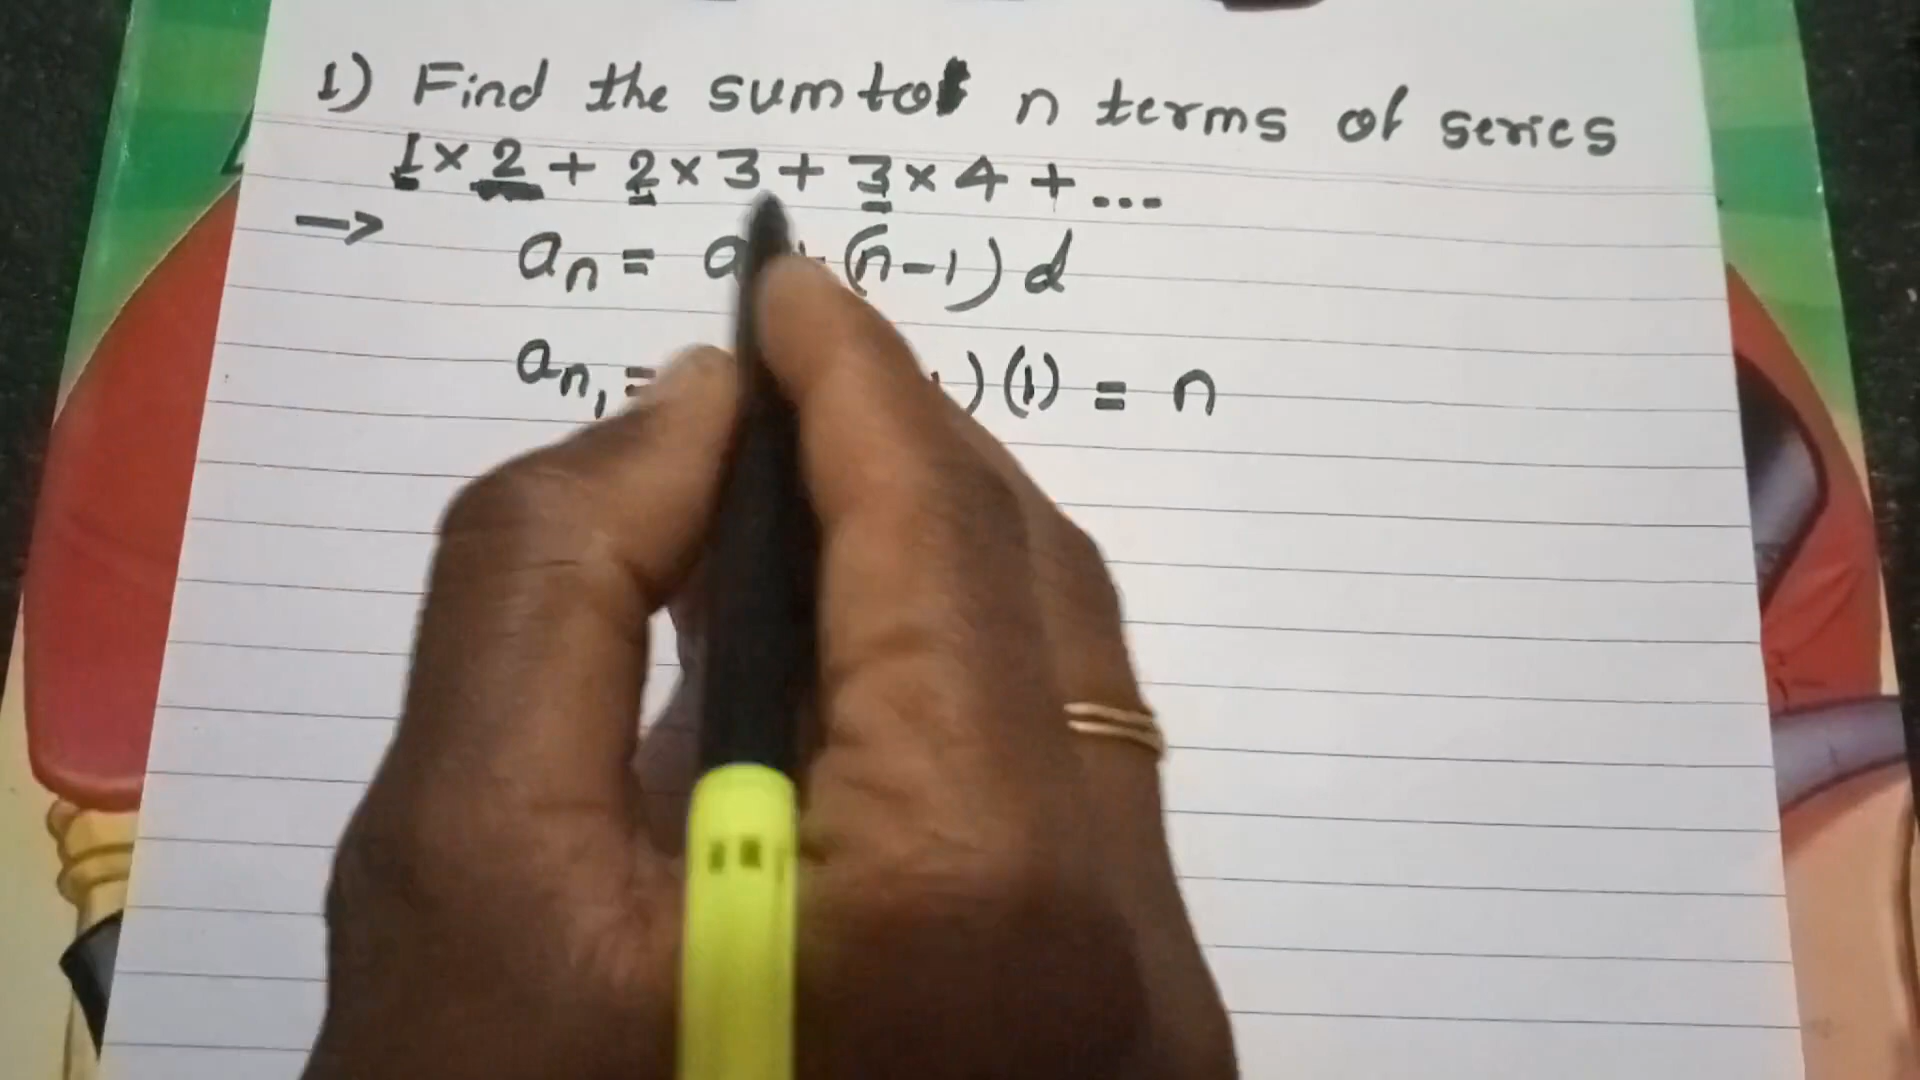 1) Find the sum to n terms of series
1 × 2 + 2 × 3 + 3 × 4 + ...
→ aₙ = a + (n-1) d
aₙ₁ = ) (1) = n